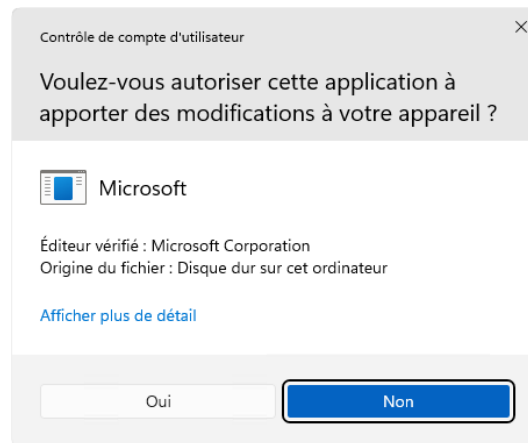 Contrôle de compte d'utilisateur
Voulez-vous autoriser cette application à
apporter des modifications à votre appareil ?
Microsoft
Éditeur vérifié : Microsoft Corporation
Origine du fichier : Disque dur sur cet ordinateur
Afficher plus de détail
Oui
Non